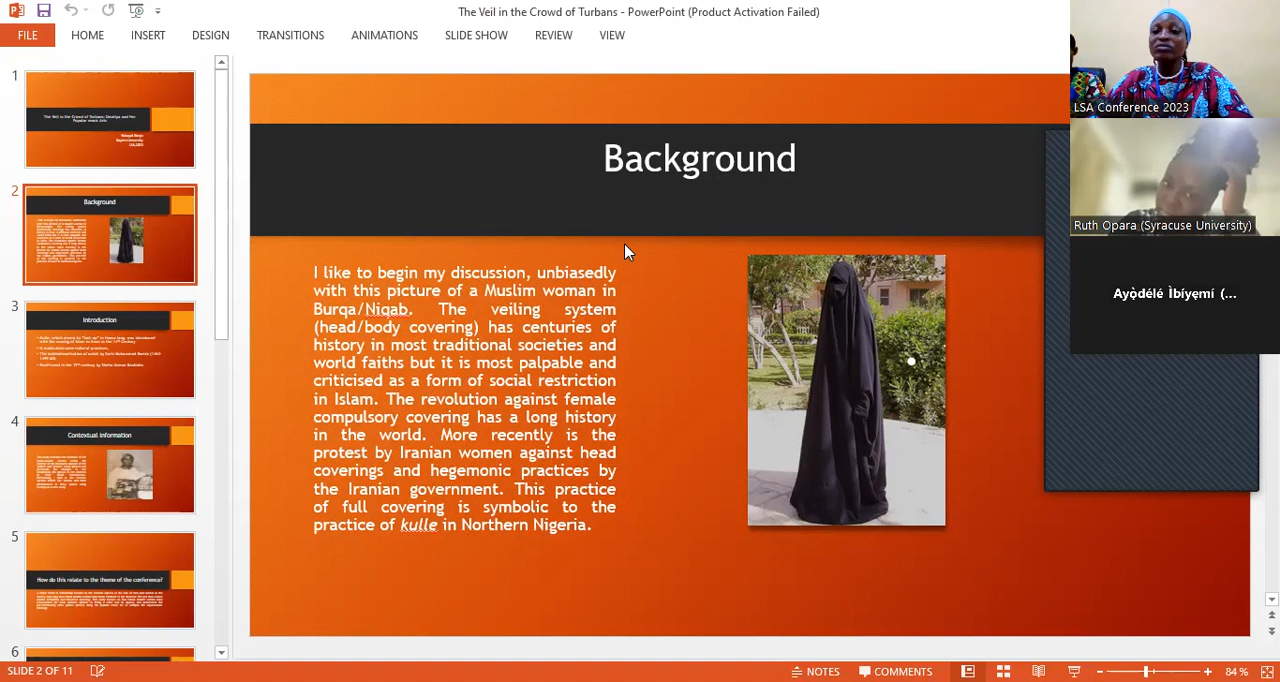 The Veil in the Crowd of Turbans - PowerPoint (Product Activation Failed)
FILE
HOME
INSERT
DESIGN
TRANSITIONS
ANIMATIONS
SLIDE SHOW
REVIEW
VIEW
LSA Conference 2023
Ruth Opara (Syracuse University)
Ayọ̀délé Ìbíyẹmí (...
1
2
Background
3
Introduction
4
Contextual Information
5
How do this relate to the theme of the conference?
6
Background
I like to begin my discussion, unbiasedly
with this picture of a Muslim woman in
Burqa/Niqab. The veiling system
(head/body covering) has centuries of
history in most traditional societies and
world faiths but it is most palpable and
criticised as a form of social restriction
in Islam. The revolution against female
compulsory covering has a long history
in the world. More recently is the
protest by Iranian women against head
coverings and hegemonic practices by
the Iranian government. This practice
of full covering is symbolic to the
practice of kulle in Northern Nigeria.
SLIDE 2 OF 11
NOTES
COMMENTS
84 %